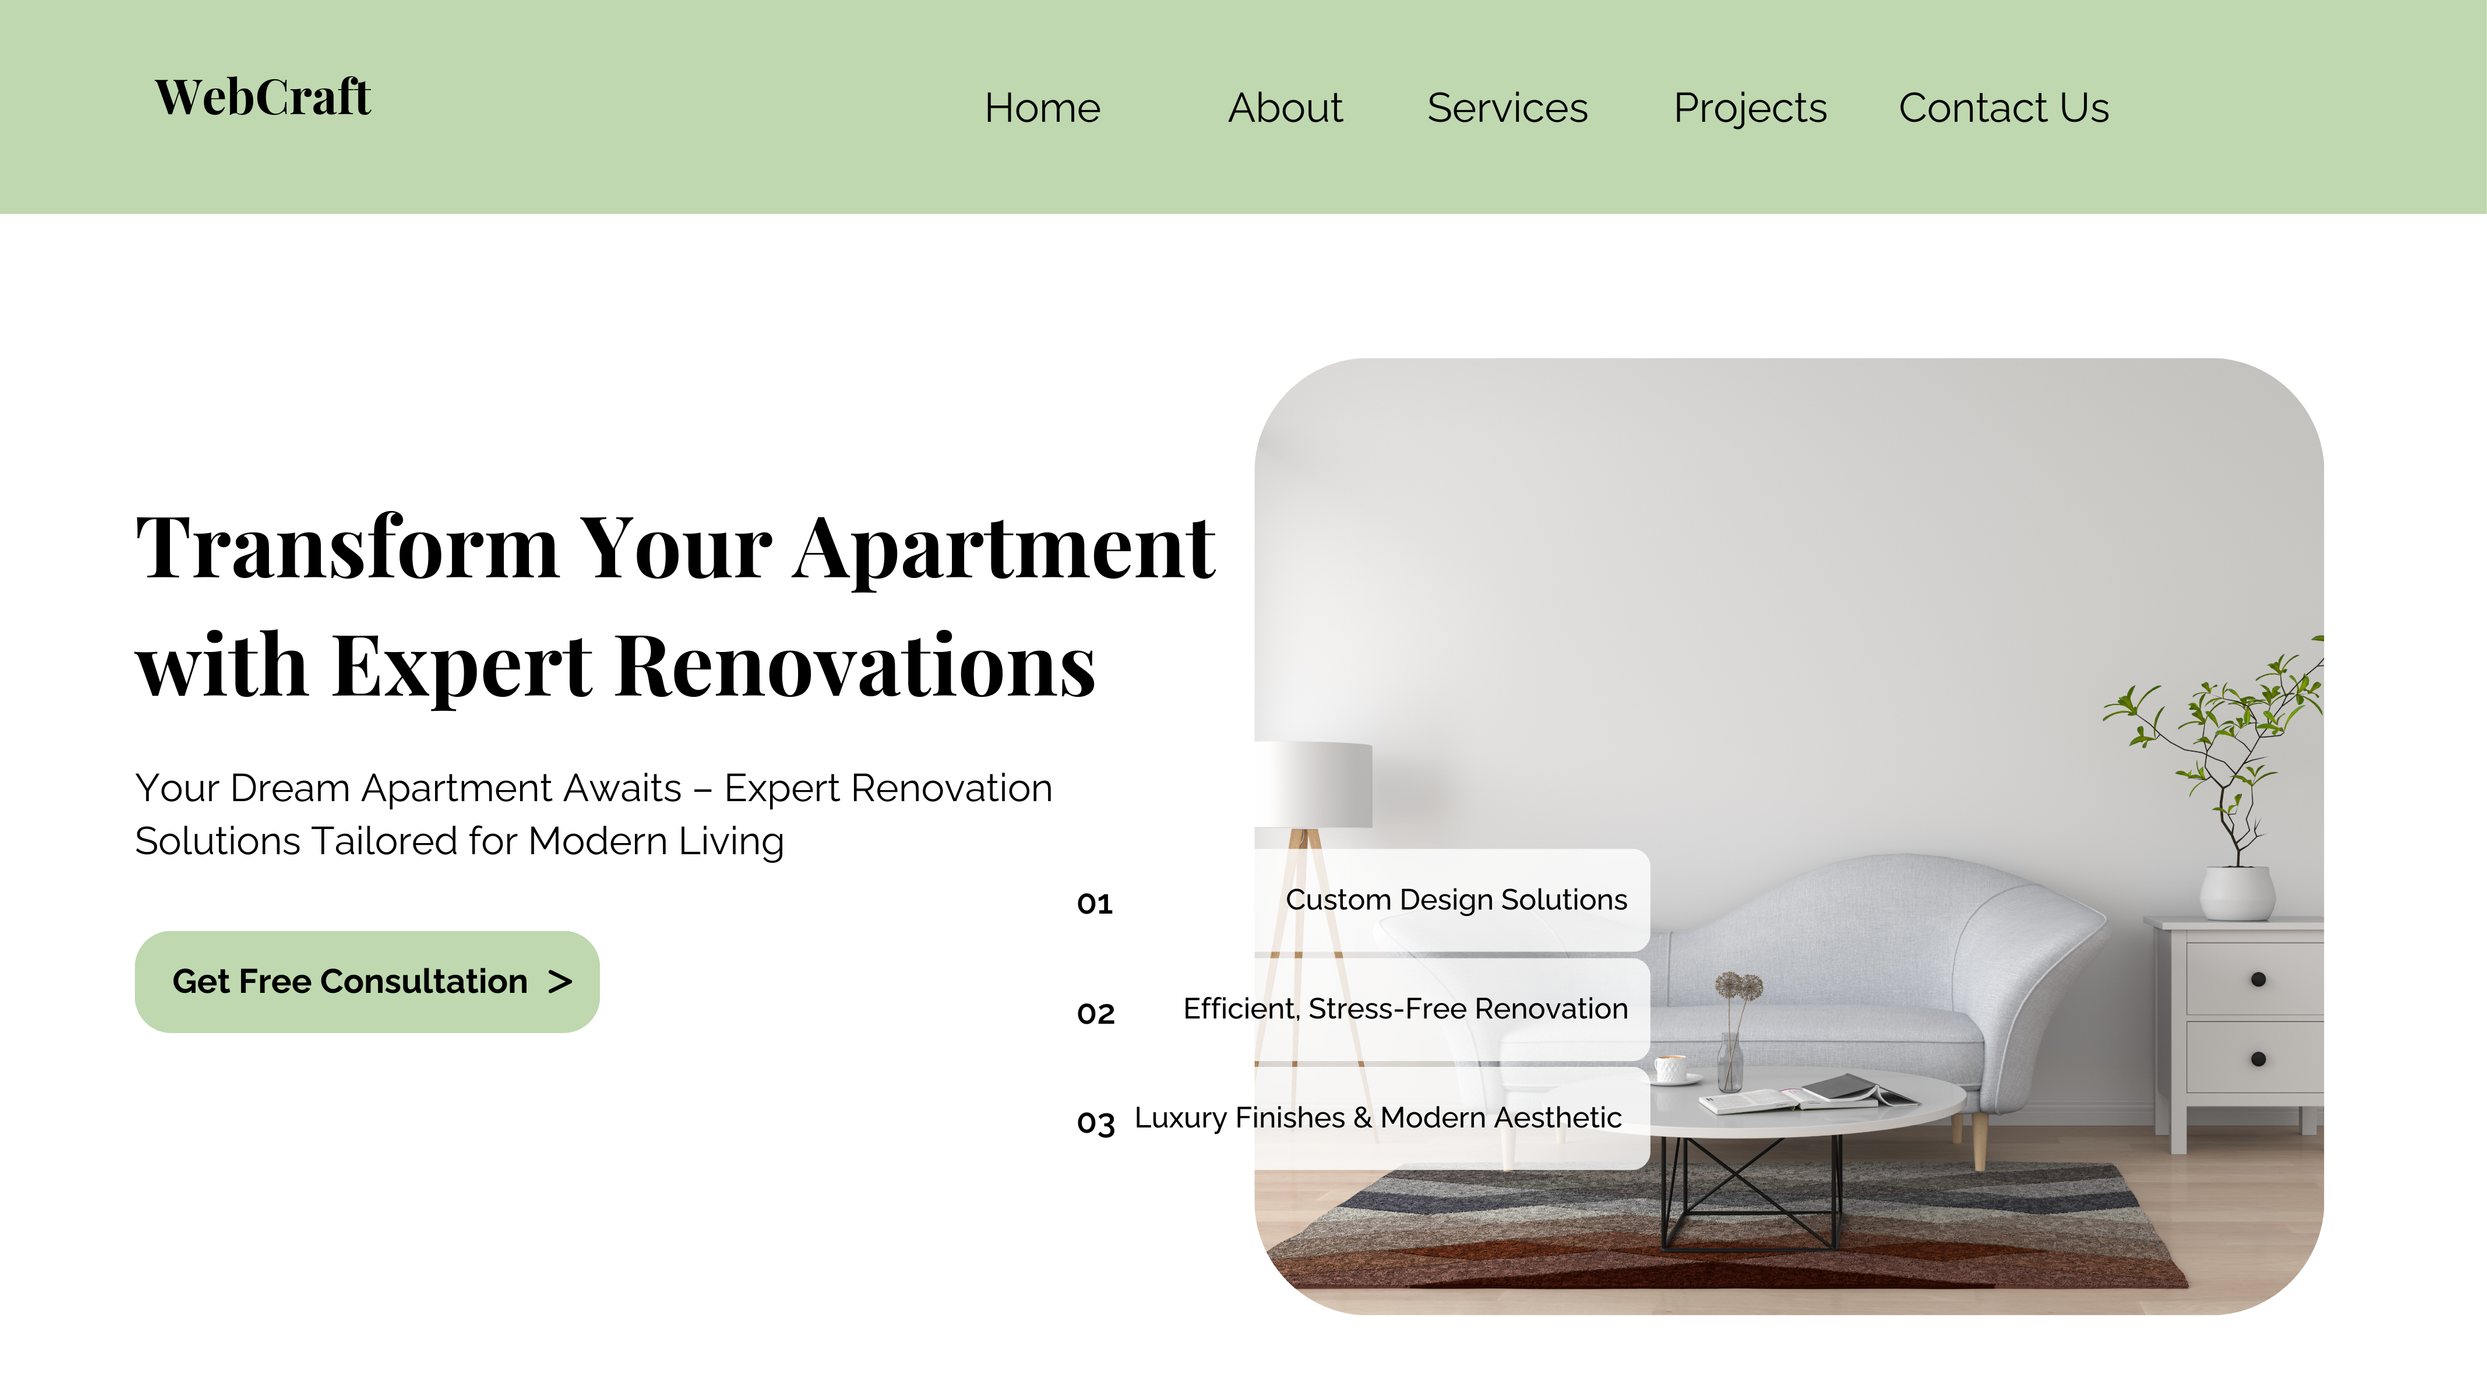 WebCraft
Home About Services Projects Contact Us
Transform Your Apartment
with Expert Renovations
Your Dream Apartment Awaits – Expert Renovation
Solutions Tailored for Modern Living
Get Free Consultation >
01 Custom Design Solutions
02 Efficient, Stress-Free Renovation
03 Luxury Finishes & Modern Aesthetic